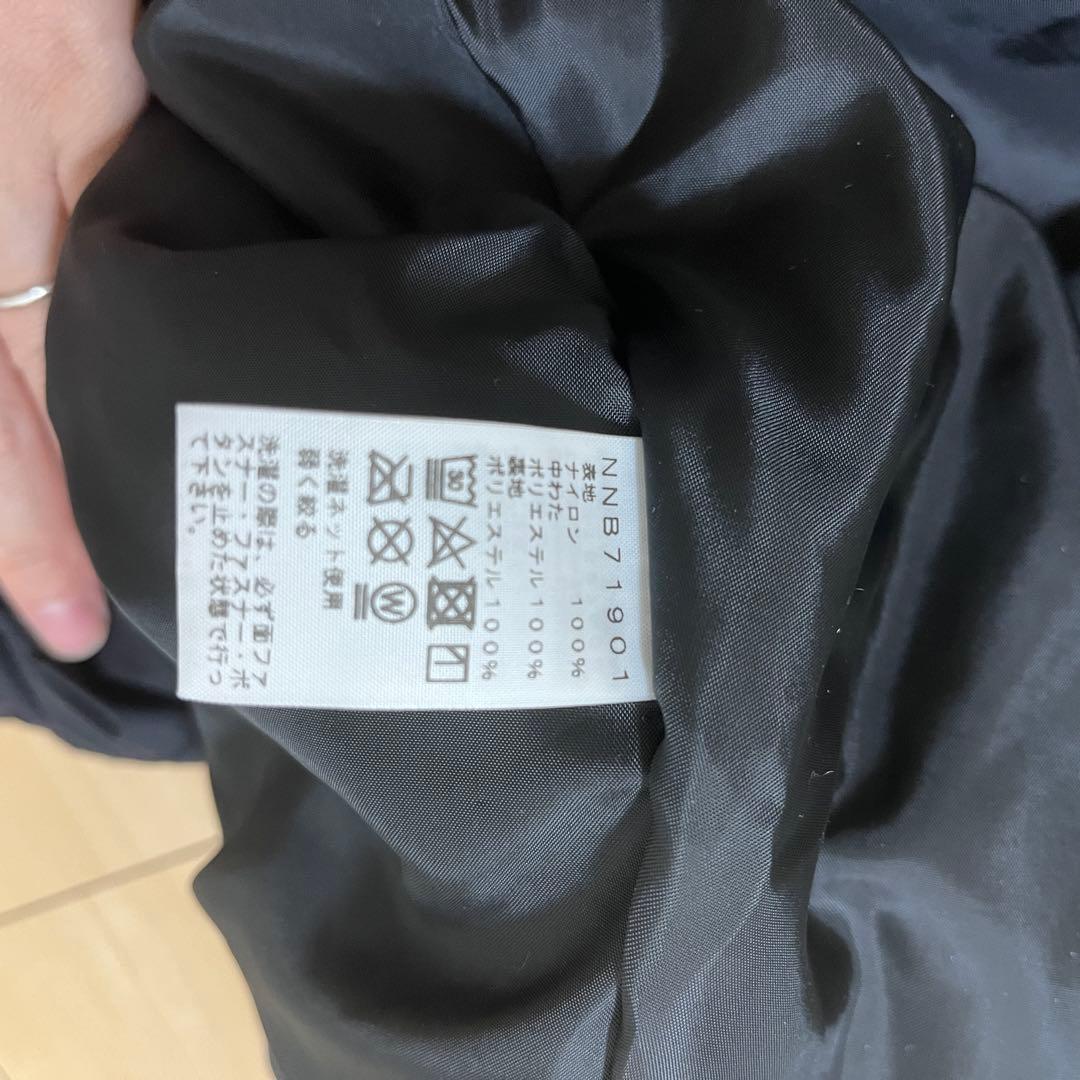 NNB71901
表地
ナイロン 100%
中わた
ポリエステル100%
裏地
ポリエステル100%
30
W
洗濯ネット使用
弱く絞る
洗濯の際は、必ず面ファ
スナー・ファスナー・ボ
タンを止めた状態で行っ
て下さい。